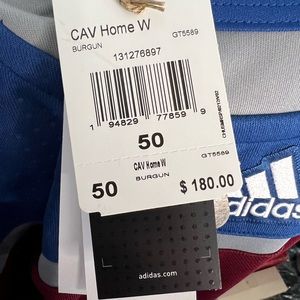 CAV Home W
BURGUN GT5589
131276897
1 94829 77859 9
50
CAV Home W GT5589
BURGUN
50 $ 180.00
adidas
adidas.com